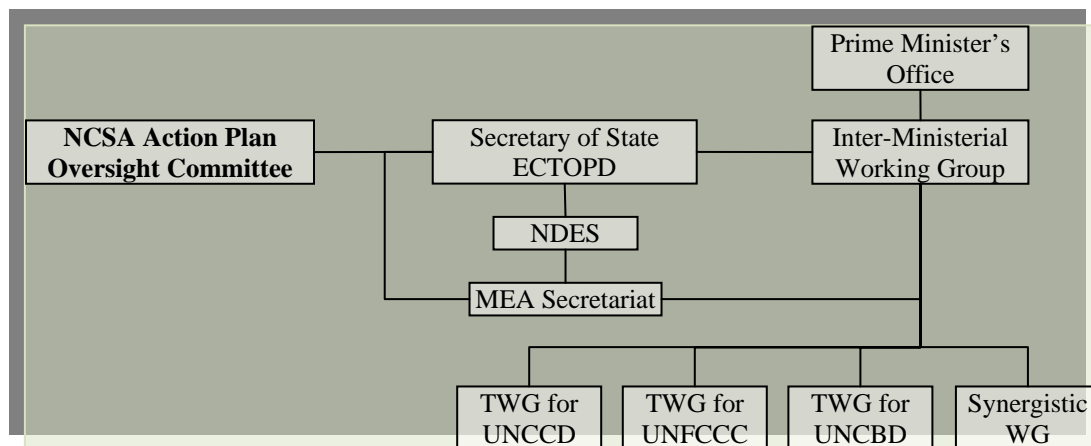 Prime Minister’s
Office
NCSA Action Plan
Oversight Committee
Secretary of State
ECTOPD
Inter-Ministerial
Working Group
NDES
MEA Secretariat
TWG for
UNCCD
TWG for
UNFCCC
TWG for
UNCBD
Synergistic
WG